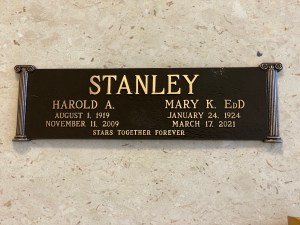 STANLEY
HAROLD A. MARY K. EDD
AUGUST 1, 1919 JANUARY 24, 1924
NOVEMBER 11, 2009 MARCH 17, 2021
STARS TOGETHER FOREVER